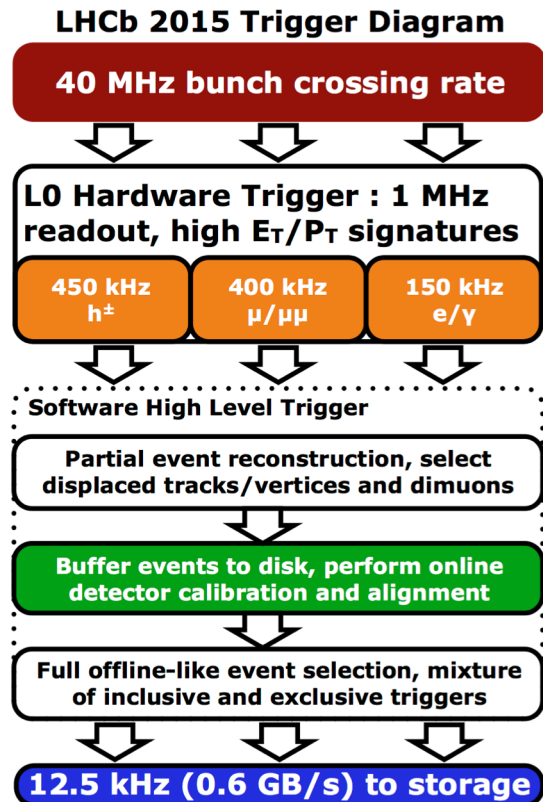 LHCb 2015 Trigger Diagram
40 MHz bunch crossing rate
L0 Hardware Trigger : 1 MHz
readout, high E_T/P_T signatures
450 kHz
h±
400 kHz
μ/μμ
150 kHz
e/γ
Software High Level Trigger
Partial event reconstruction, select
displaced tracks/vertices and dimuons
Buffer events to disk, perform online
detector calibration and alignment
Full offline-like event selection, mixture
of inclusive and exclusive triggers
12.5 kHz (0.6 GB/s) to storage